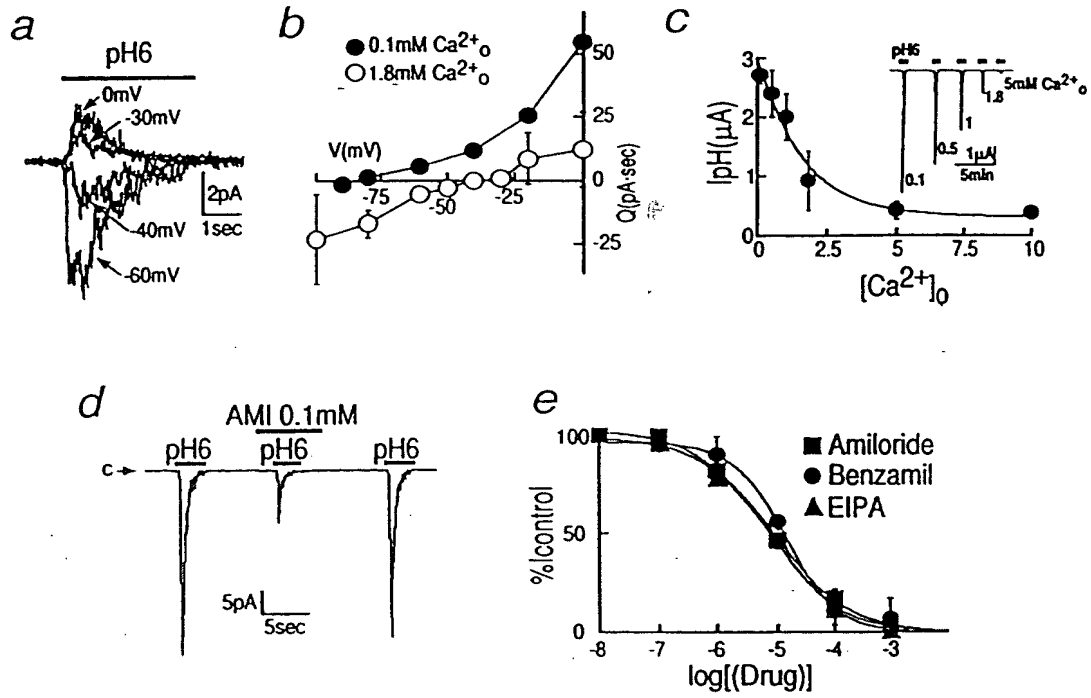 a
pH6
0mV
-30mV
-40mV
-60mV
2pA
1sec
b
0.1mM Ca2+o
1.8mM Ca2+o
V(mV)
-75
-50
-25
50
25
0
-25
Q(pA·sec)
c
IpH(μA)
3
2
1
0
0
2.5
5.0
7.5
10
[Ca2+]o
pH6
0.1
0.5
1
1.8
5mM Ca2+o
1μA
5min
d
AMI 0.1mM
pH6
pH6
pH6
c
5pA
5sec
e
% Icontrol
100
50
0
-8
-7
-6
-5
-4
-3
log[(Drug)]
Amiloride
Benzamil
EIPA